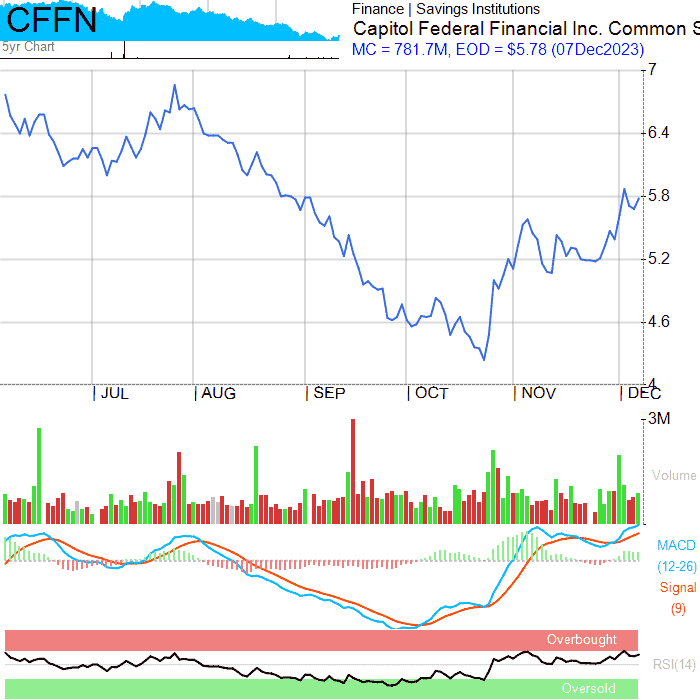 CFFN
5yr Chart
Finance | Savings Institutions
Capitol Federal Financial Inc. Common S
MC = 781.7M, EOD = $5.78 (07Dec2023)
7
6.4
5.8
5.2
4.6
4
JUL AUG SEP OCT NOV DEC
3M
Volume
MACD
(12-26)
Signal
(9)
Overbought
RSI(14)
Oversold